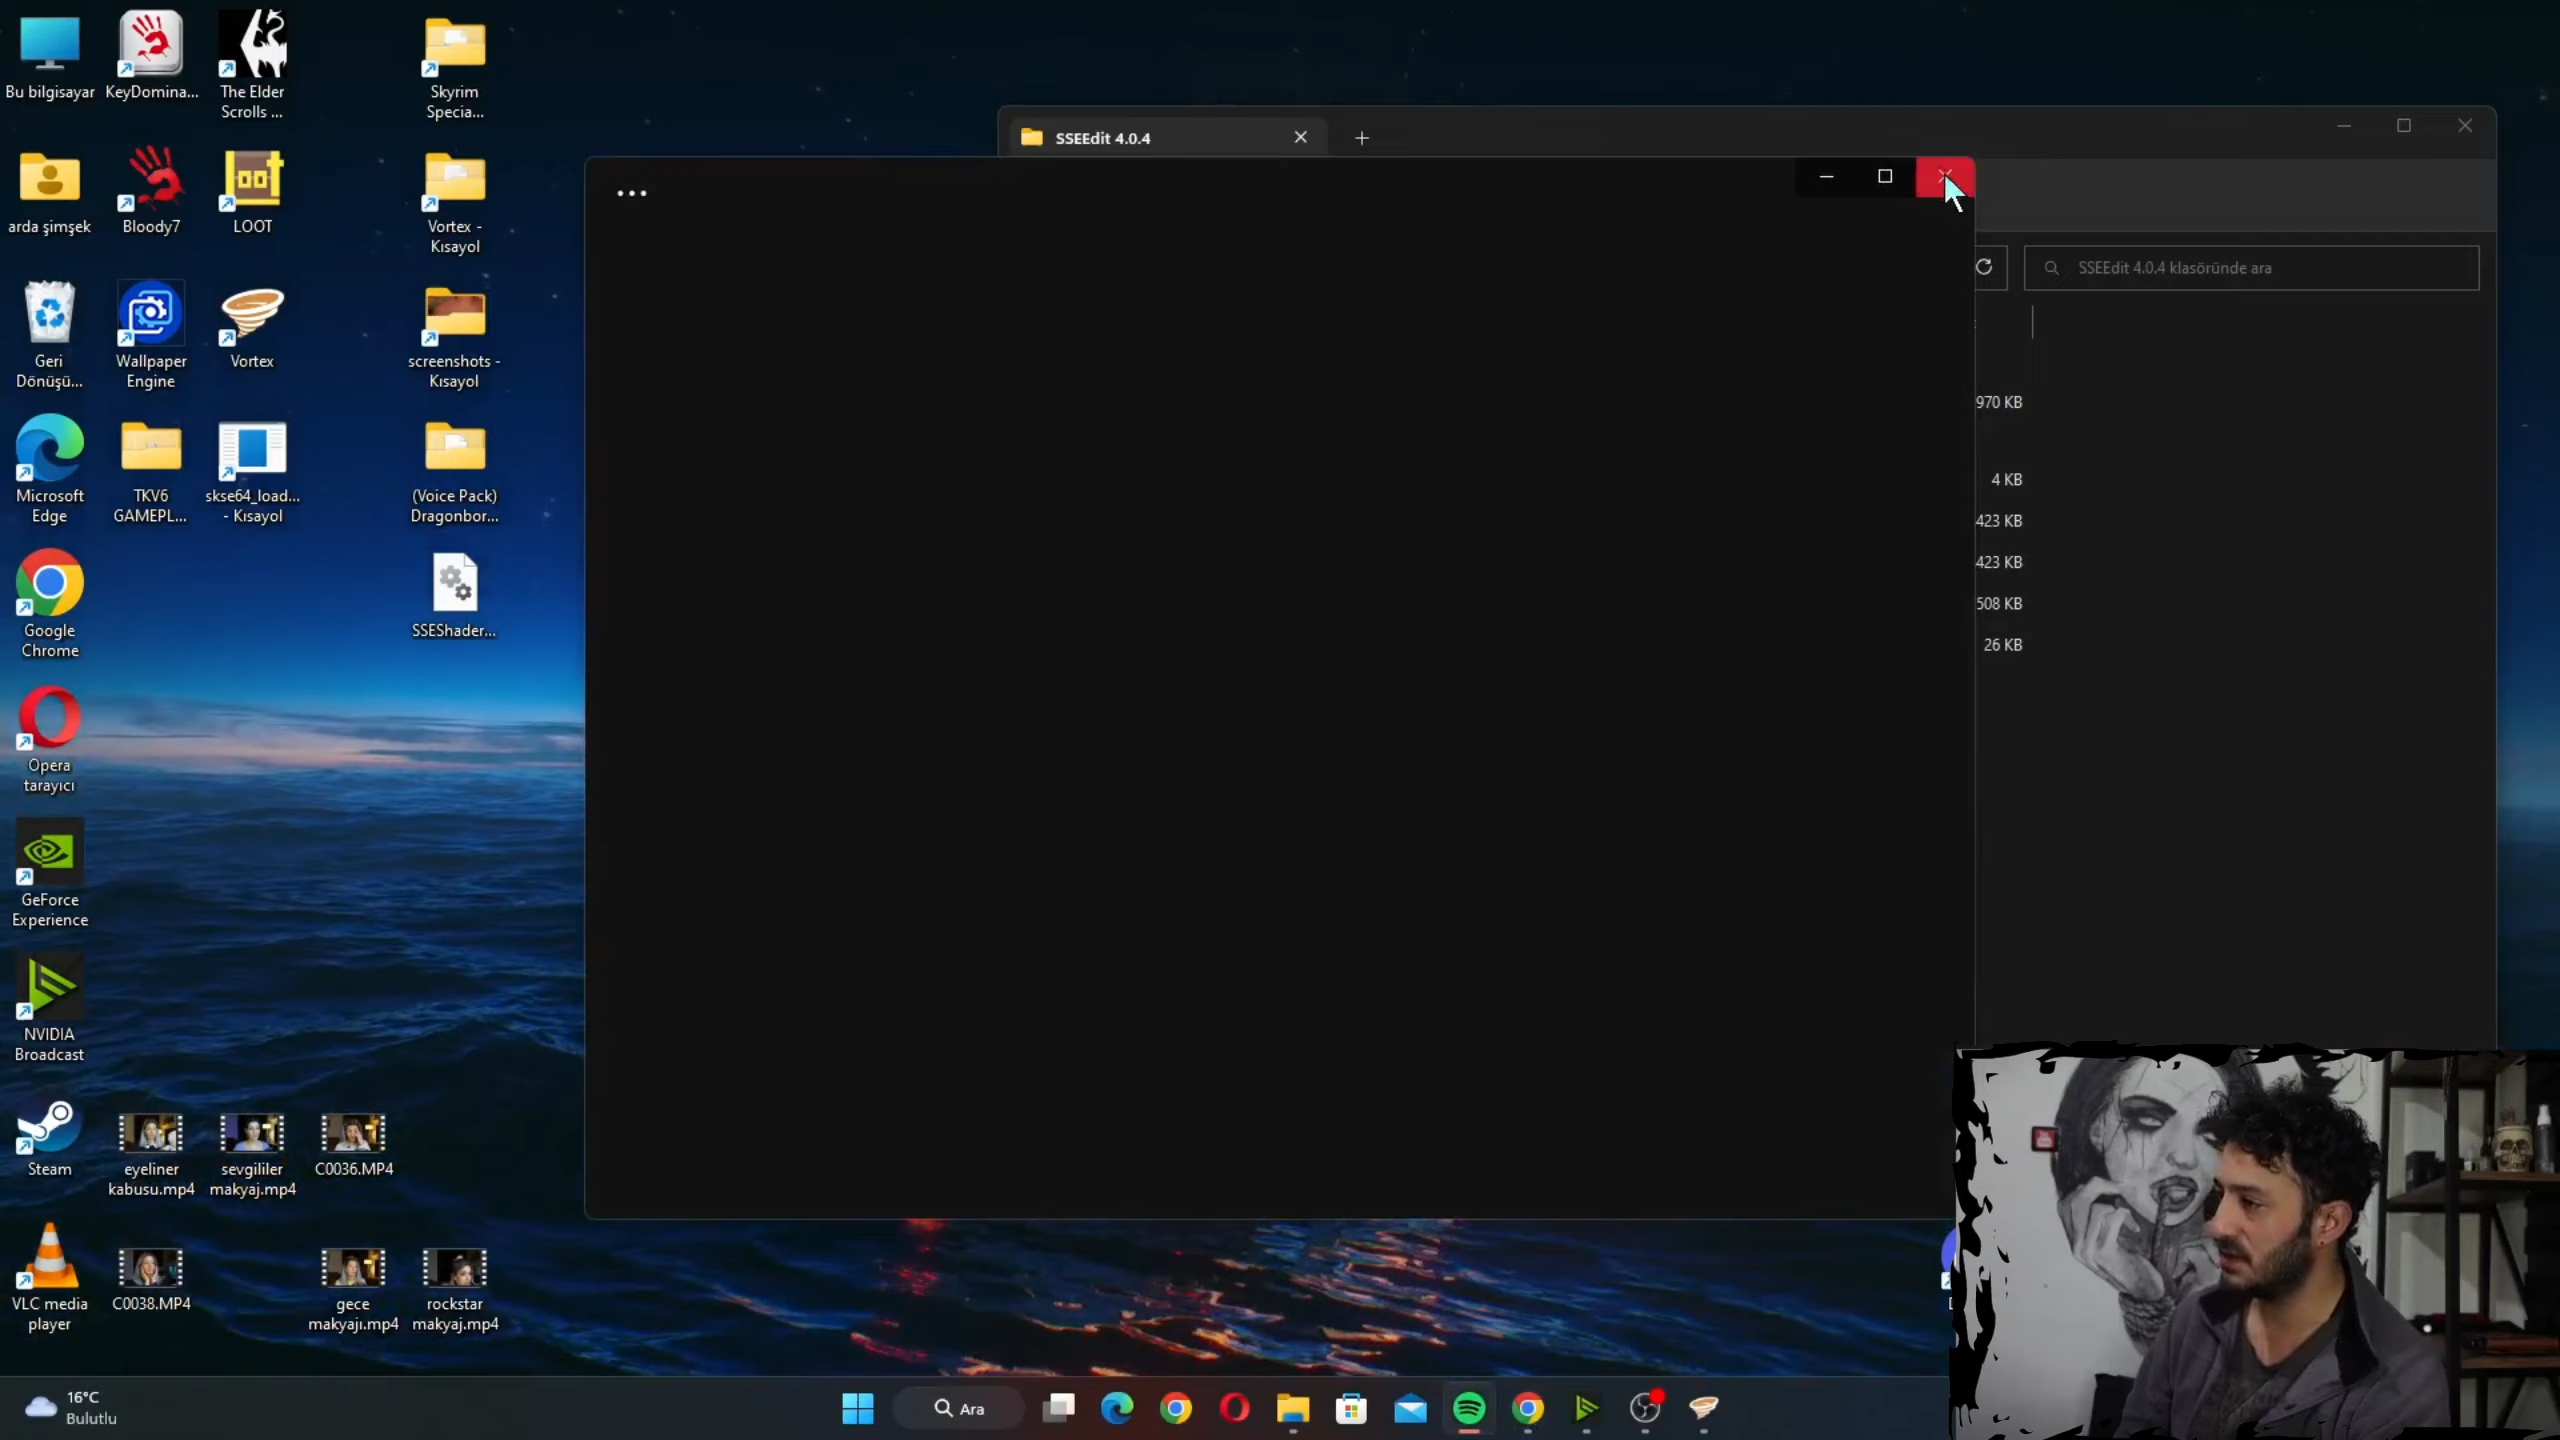 Bu bilgisayar
KeyDomina...
The Elder
Scrolls ...
Skyrim
Specia...
arda şimşek
Bloody7
LOOT
Vortex -
Kısayol
Geri
Dönüşü...
Wallpaper
Engine
Vortex
screenshots -
Kısayol
Microsoft
Edge
TKV6
GAMEPL...
skse64_load...
- Kısayol
(Voice Pack)
Dragonbor...
Google
Chrome
SSEShader...
Opera
tarayıcı
GeForce
Experience
NVIDIA
Broadcast
Steam
eyeliner
kabusu.mp4
sevgililer
makyaj.mp4
C0036.MP4
VLC media
player
C0038.MP4
gece
makyajı.mp4
rockstar
makyaj.mp4
SSEEdit 4.0.4
SSEEdit 4.0.4 klasöründe ara
970 KB
4 KB
423 KB
423 KB
508 KB
26 KB
16°C
Bulutlu
Ara